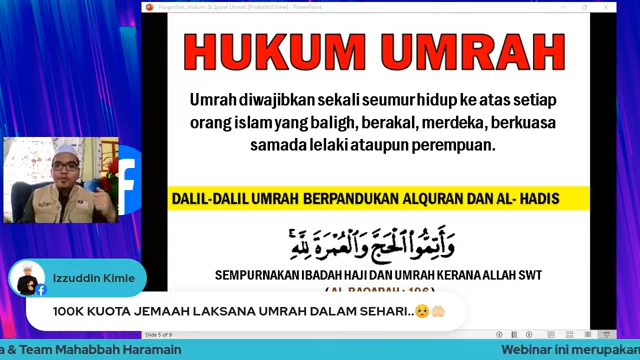 Pengertian, Hukum & Syarat Umrah [Protected View] - PowerPoint
HUKUM UMRAH
Umrah diwajibkan sekali seumur hidup ke atas setiap
orang islam yang baligh, berakal, merdeka, berkuasa
samada lelaki ataupun perempuan.
DALIL-DALIL UMRAH BERPANDUKAN ALQURAN DAN AL- HADIS
وَأَتِمُّوا الْحَجَّ وَالْعُمْرَةَ لِلَّهِ ۚ
SEMPURNAKAN IBADAH HAJI DAN UMRAH KERANA ALLAH SWT
(AL-BAQARAH : 196)
Izzuddin Kimie
100K KUOTA JEMAAH LAKSANA UMRAH DALAM SEHARI..🥺🤲🏻
Slide 5 of 9
a & Team Mahabbah Haramain
Webinar ini merupakan